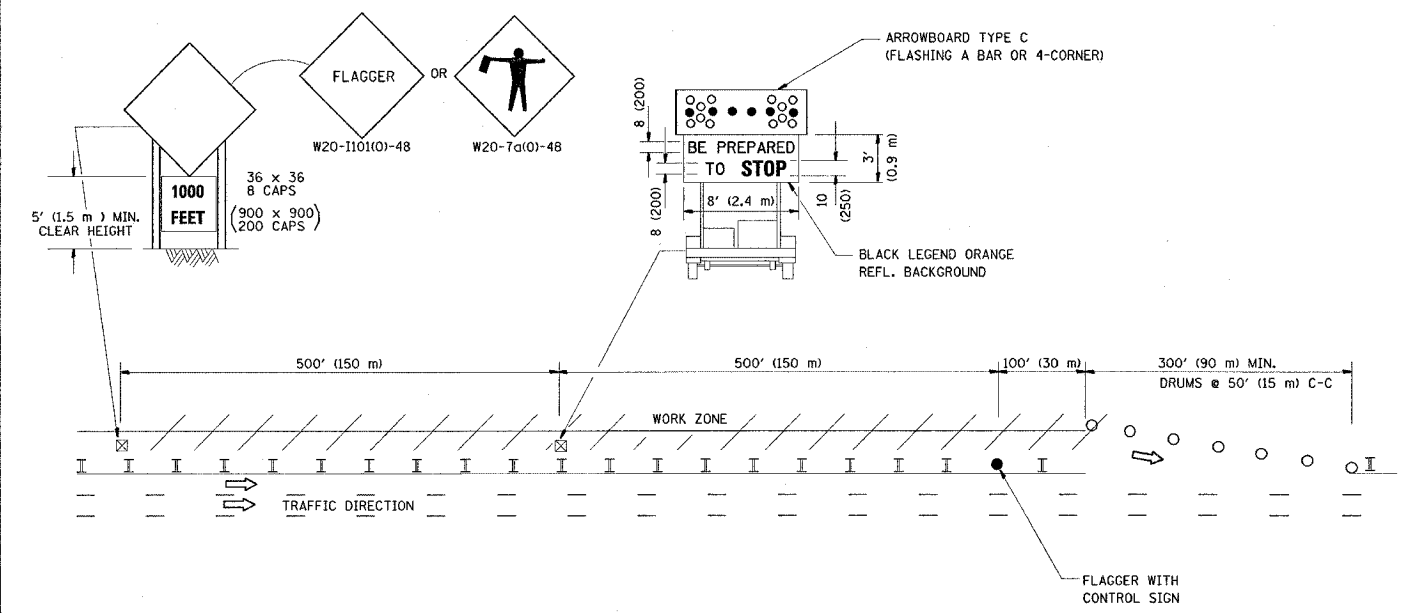 FLAGGER
OR
W20-I101(0)-48
W20-7a(0)-48
1000
FEET
36 x 36
8 CAPS
(900 x 900)
200 CAPS
5' (1.5 m ) MIN.
CLEAR HEIGHT
ARROWBOARD TYPE C
(FLASHING A BAR OR 4-CORNER)
8 (200)
BE PREPARED
TO STOP
3'
(0.9 m)
8 (200)
8' (2.4 m)
10
(250)
BLACK LEGEND ORANGE
REFL. BACKGROUND
500' (150 m)
500' (150 m)
100' (30 m)
300' (90 m) MIN.
DRUMS @ 50' (15 m) C-C
WORK ZONE
TRAFFIC DIRECTION
FLAGGER WITH
CONTROL SIGN